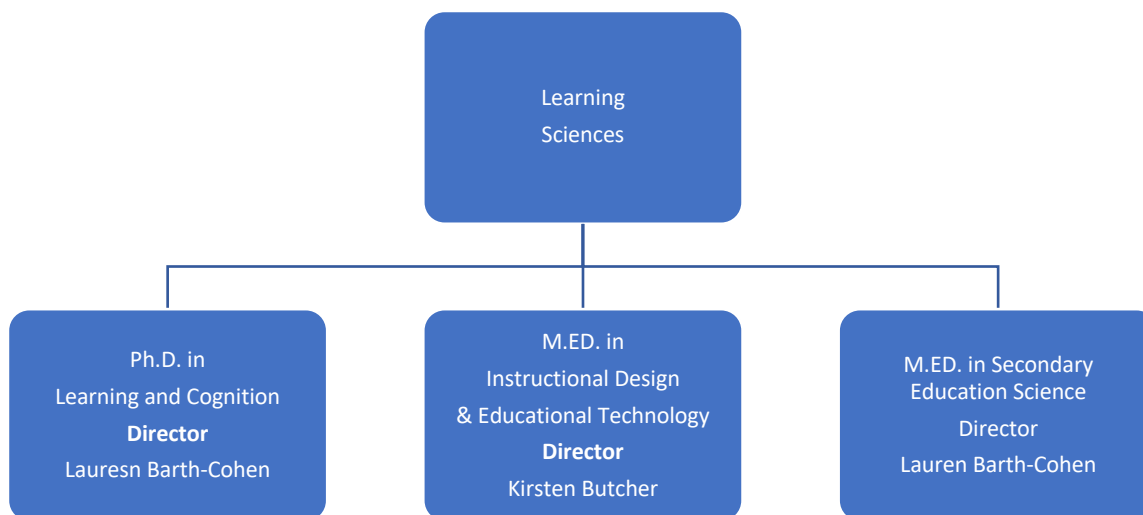 Learning
Sciences
Ph.D. in
Learning and Cognition
Director
Lauresn Barth-Cohen
M.ED. in
Instructional Design
& Educational Technology
Director
Kirsten Butcher
M.ED. in Secondary
Education Science
Director
Lauren Barth-Cohen